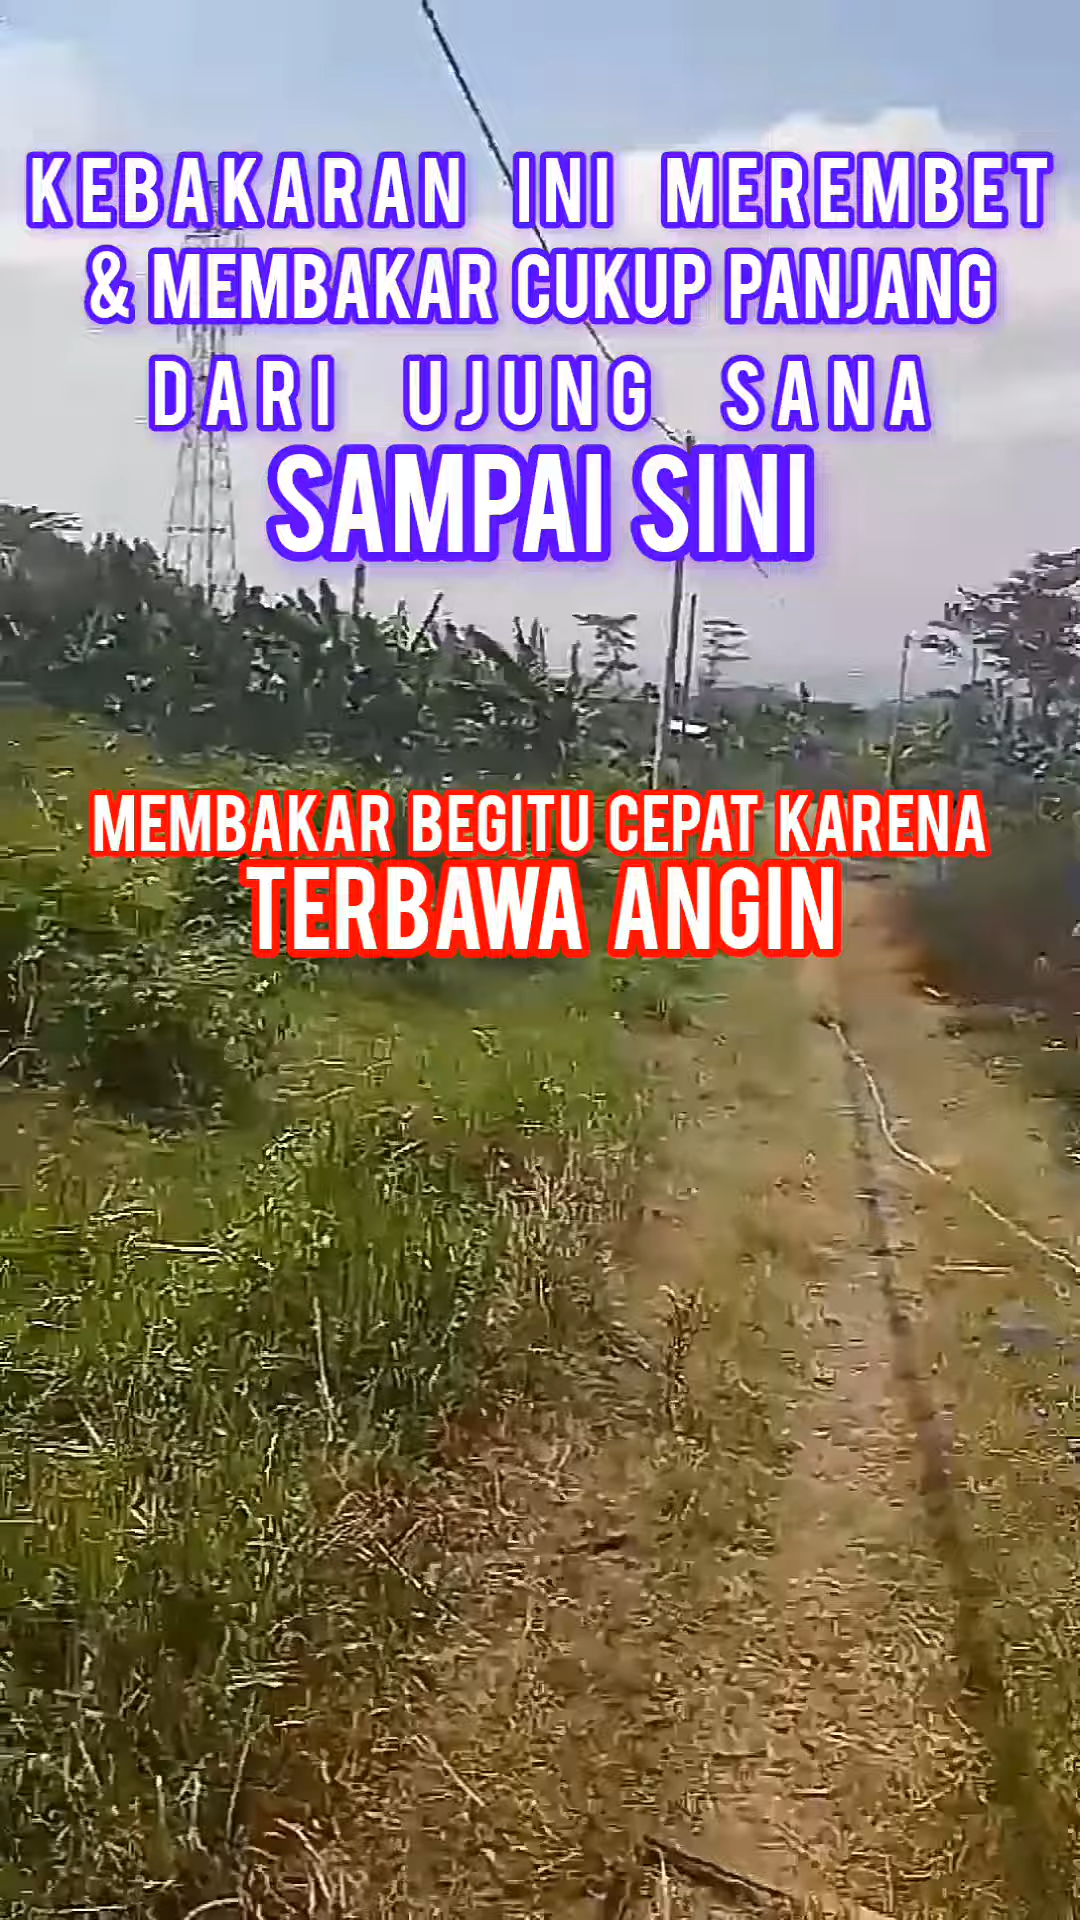 KEBAKARAN INI MEREMBET
& MEMBAKAR CUKUP PANJANG
DARI UJUNG SANA
SAMPAI SINI
MEMBAKAR BEGITU CEPAT KARENA
TERBAWA ANGIN